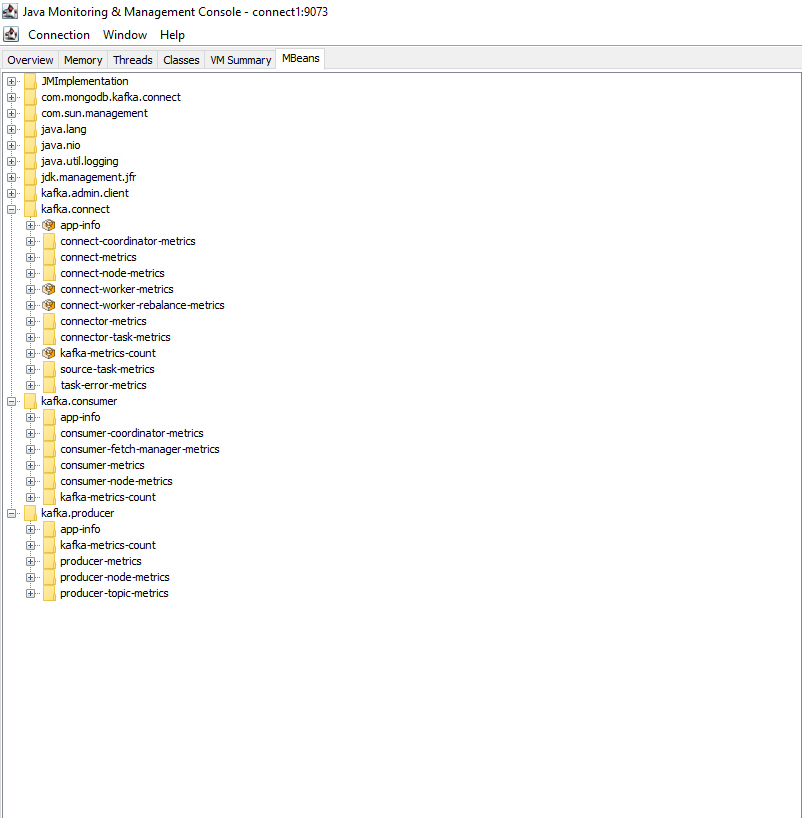 Java Monitoring & Management Console - connect1:9073
Connection Window Help
Overview Memory Threads Classes VM Summary MBeans
JMImplementation
com.mongodb.kafka.connect
com.sun.management
java.lang
java.nio
java.util.logging
jdk.management.jfr
kafka.admin.client
kafka.connect
app-info
connect-coordinator-metrics
connect-metrics
connect-node-metrics
connect-worker-metrics
connect-worker-rebalance-metrics
connector-metrics
connector-task-metrics
kafka-metrics-count
source-task-metrics
task-error-metrics
kafka.consumer
app-info
consumer-coordinator-metrics
consumer-fetch-manager-metrics
consumer-metrics
consumer-node-metrics
kafka-metrics-count
kafka.producer
app-info
kafka-metrics-count
producer-metrics
producer-node-metrics
producer-topic-metrics